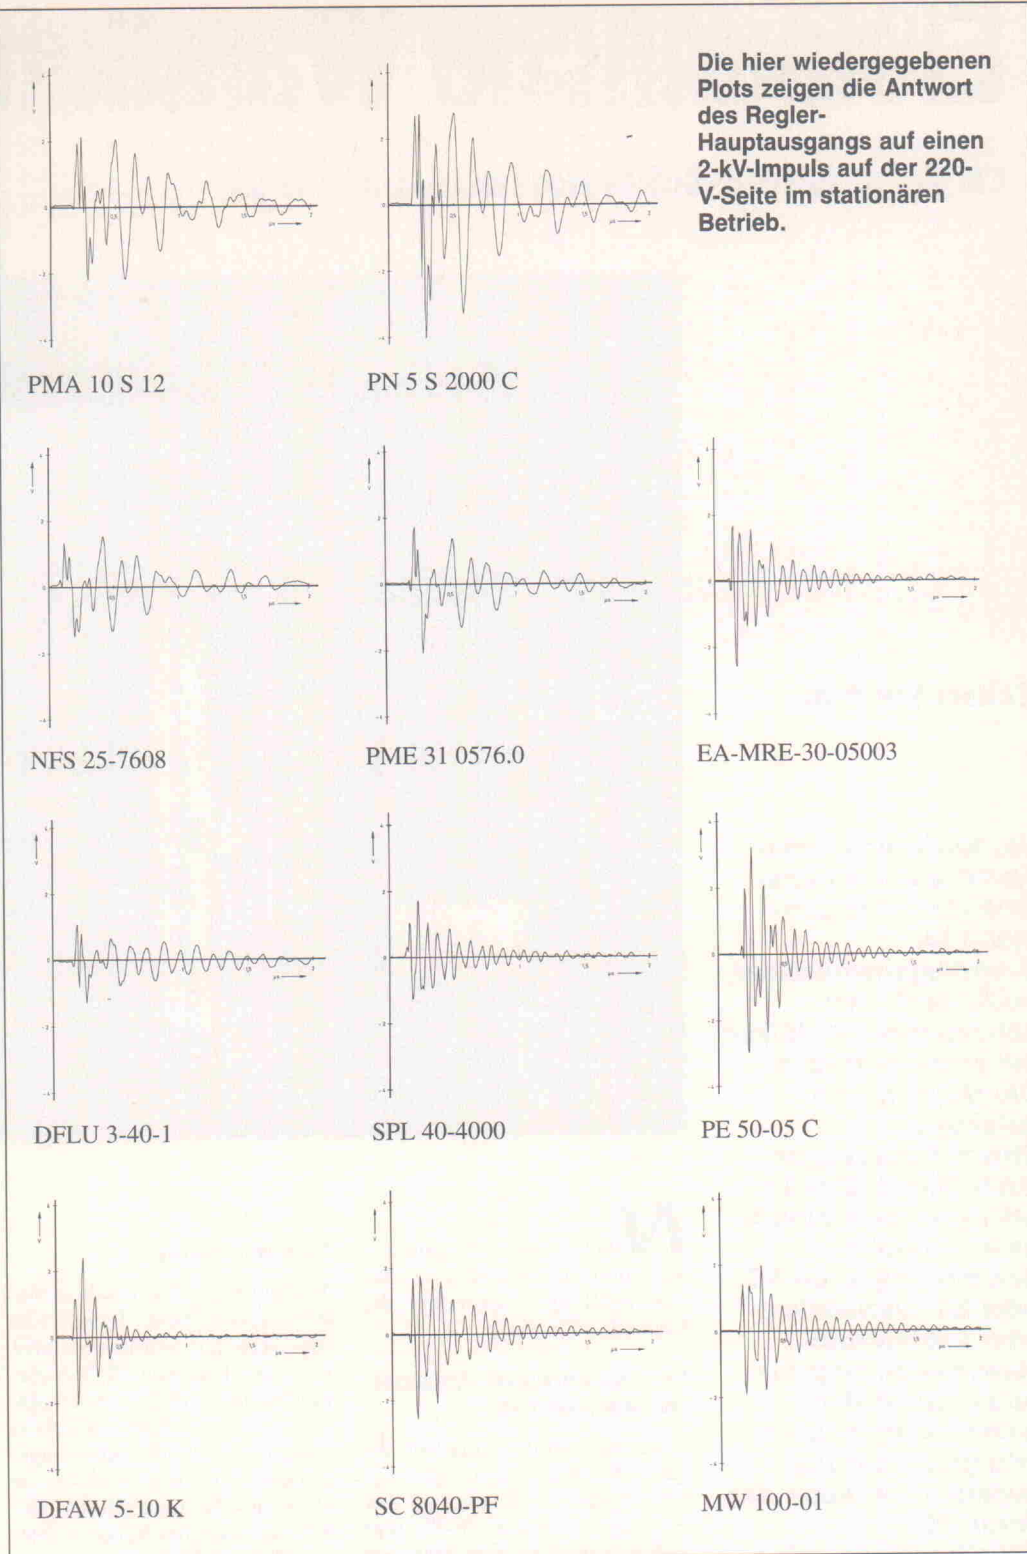 Die hier wiedergegebenen
Plots zeigen die Antwort
des Regler-
Hauptausgangs auf einen
2-kV-Impuls auf der 220-
V-Seite im stationären
Betrieb.
PMA 10 S 12
PN 5 S 2000 C
NFS 25-7608
PME 31 0576.0
EA-MRE-30-05003
DFLU 3-40-1
SPL 40-4000
PE 50-05 C
DFAW 5-10 K
SC 8040-PF
MW 100-01